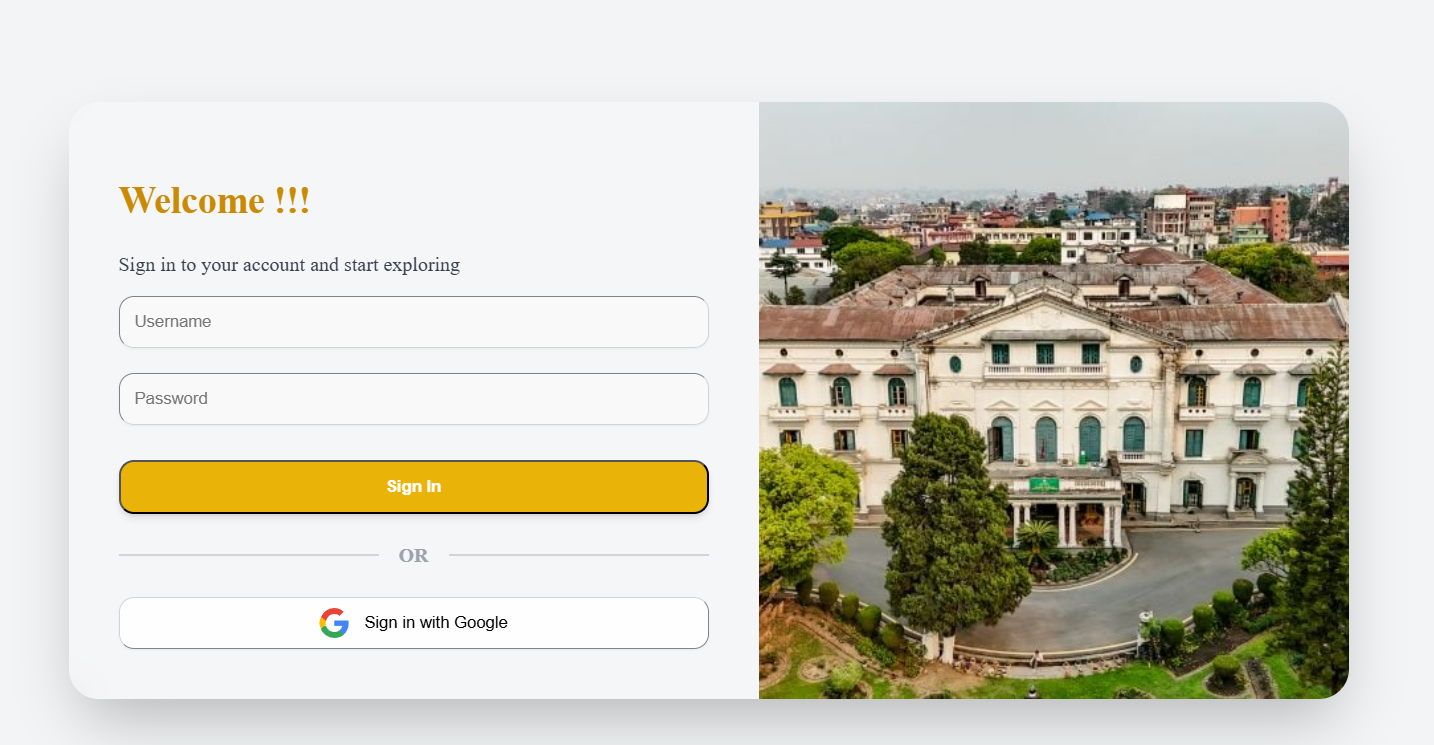 Welcome !!!
Sign in to your account and start exploring
Username
Password
Sign In
OR
Sign in with Google